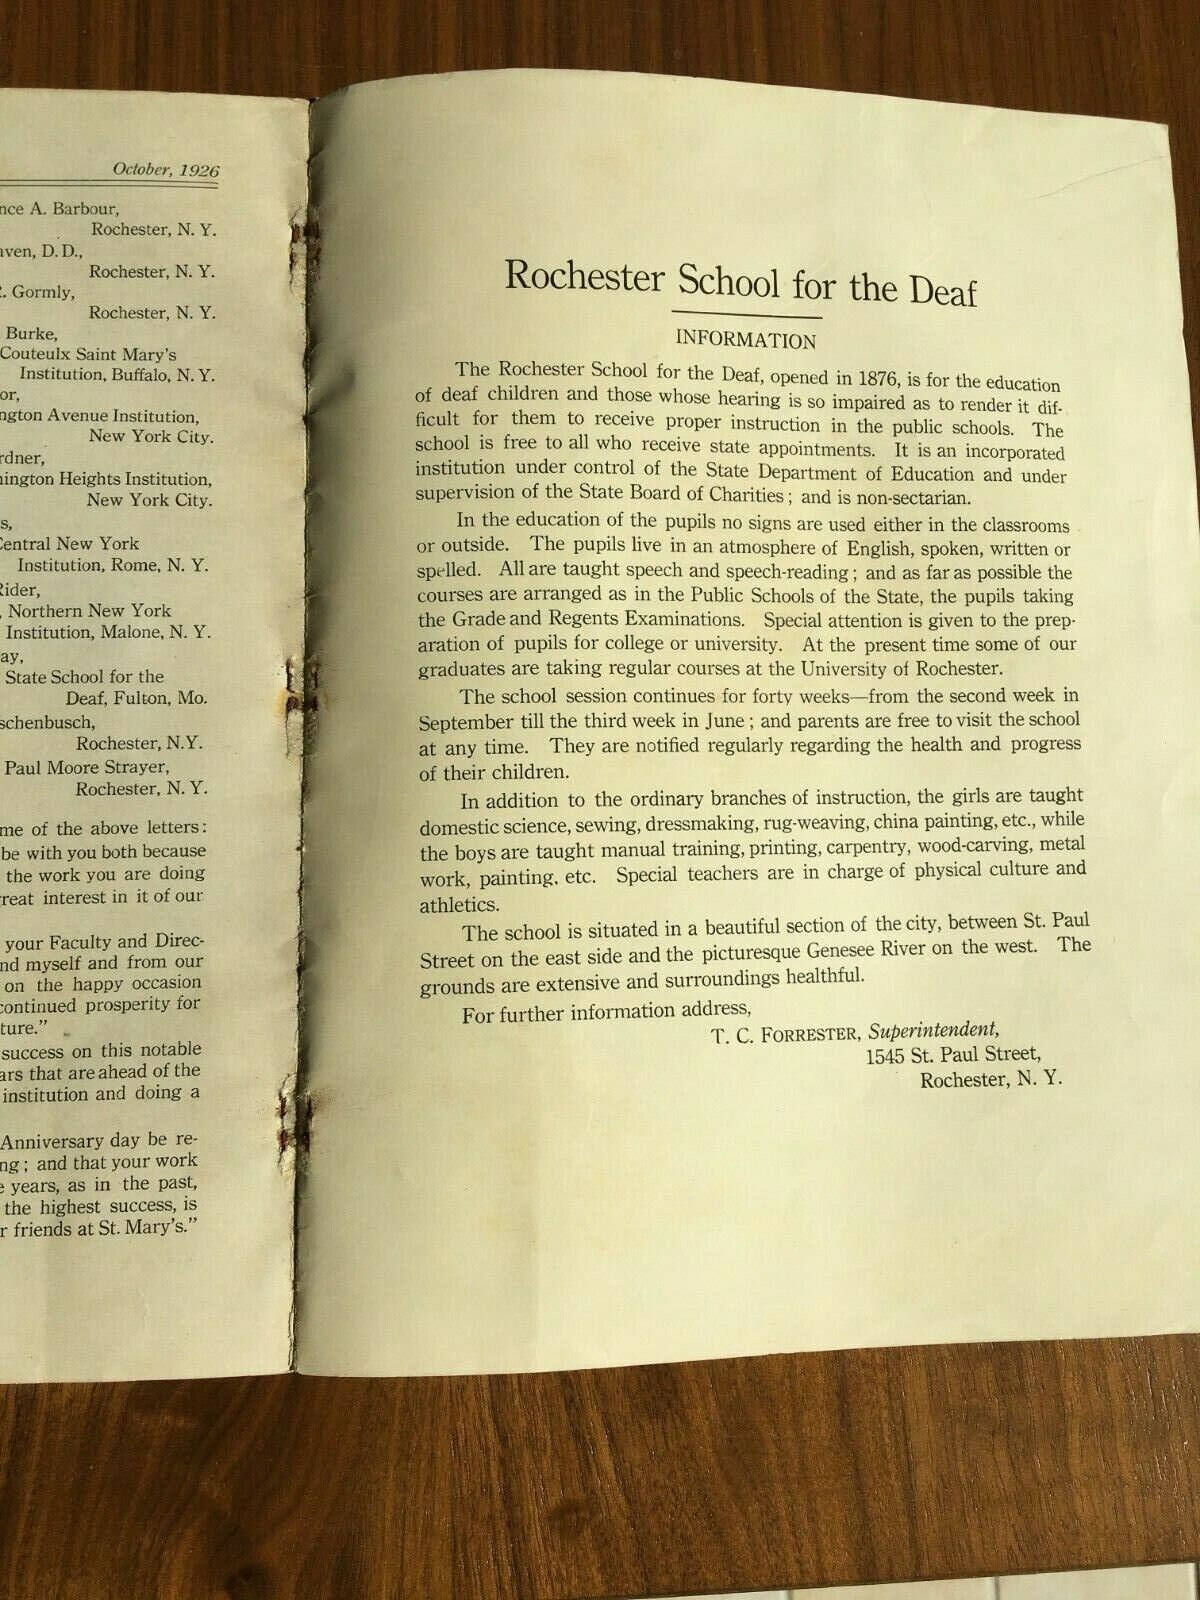 October, 1926
A. Barbour,
Rochester, N. Y.
D. D.,
Rochester, N. Y.
Gormly,
Rochester, N. Y.
Burke,
Couteulx Saint Mary's
Institution, Buffalo, N. Y.
Avenue Institution,
New York City.
Heights Institution,
New York City.
Central New York
Institution, Rome, N. Y.
Northern New York
Institution, Malone, N. Y.
State School for the
Deaf, Fulton, Mo.
Rochester, N.Y.
Paul Moore Strayer,
Rochester, N. Y.
of the above letters:
be with you both because
the work you are doing
interest in it of our
your Faculty and Direc-
myself and from our
on the happy occasion
continued prosperity for
success on this notable
that are ahead of the
institution and doing a
Anniversary day be re-
and that your work
years, as in the past,
the highest success, is
friends at St. Mary's."
Rochester School for the Deaf
INFORMATION
The Rochester School for the Deaf, opened in 1876, is for the education
of deaf children and those whose hearing is so impaired as to render it dif-
ficult for them to receive proper instruction in the public schools. The
school is free to all who receive state appointments. It is an incorporated
institution under control of the State Department of Education and under
supervision of the State Board of Charities; and is non-sectarian.
In the education of the pupils no signs are used either in the classrooms
or outside. The pupils live in an atmosphere of English, spoken, written or
spelled. All are taught speech and speech-reading; and as far as possible the
courses are arranged as in the Public Schools of the State, the pupils taking
the Grade and Regents Examinations. Special attention is given to the prep-
aration of pupils for college or university. At the present time some of our
graduates are taking regular courses at the University of Rochester.
The school session continues for forty weeks—from the second week in
September till the third week in June; and parents are free to visit the school
at any time. They are notified regularly regarding the health and progress
of their children.
In addition to the ordinary branches of instruction, the girls are taught
domestic science, sewing, dressmaking, rug-weaving, china painting, etc., while
the boys are taught manual training, printing, carpentry, wood-carving, metal
work, painting, etc. Special teachers are in charge of physical culture and
athletics.
The school is situated in a beautiful section of the city, between St. Paul
Street on the east side and the picturesque Genesee River on the west. The
grounds are extensive and surroundings healthful.
For further information address,
T. C. FORRESTER, Superintendent,
1545 St. Paul Street,
Rochester, N. Y.